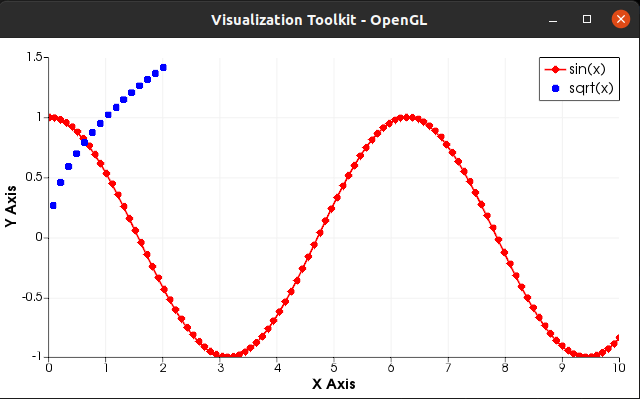 Visualization Toolkit - OpenGL
1.5
1
0.5
0
-0.5
-1
Y Axis
sin(x)
sqrt(x)
0 1 2 3 4 5 6 7 8 9 10
X Axis